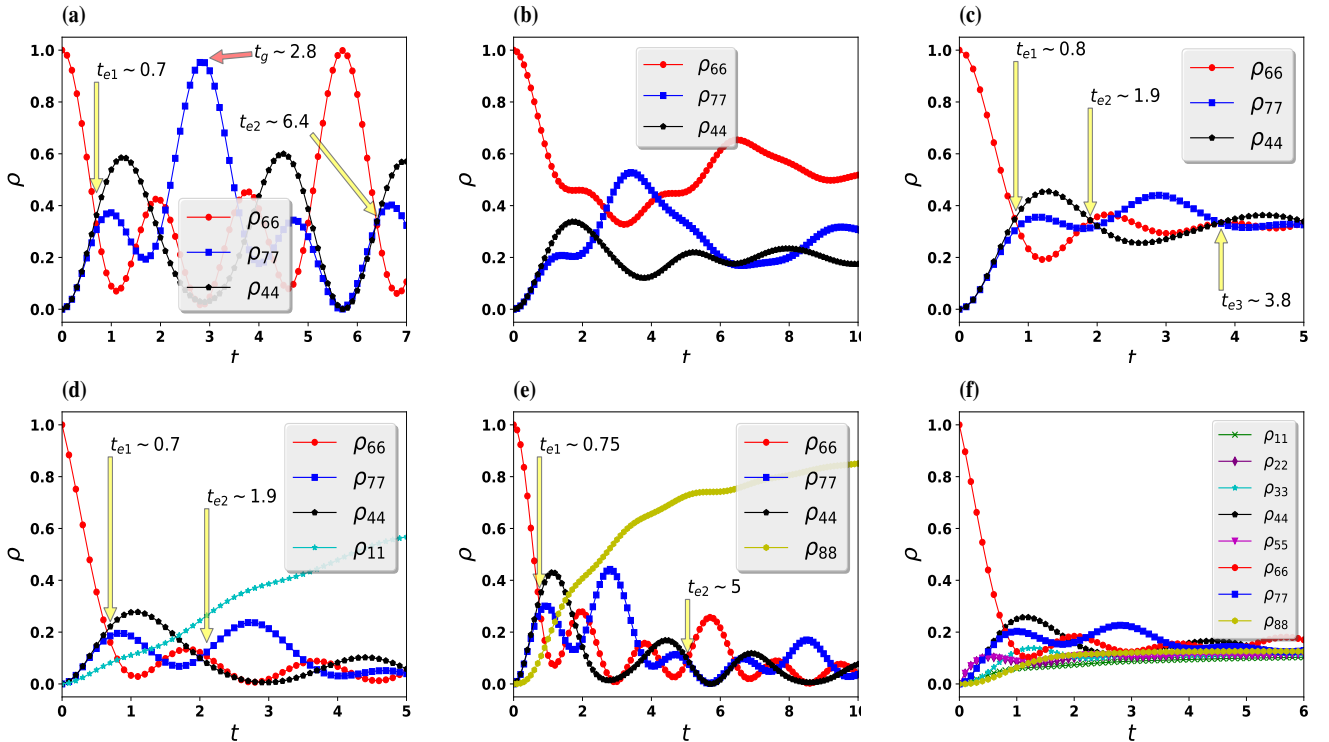 (a)
1.0
0.8
0.6
0.4
0.2
0.0
ρ
0 1 2 3 4 5 6 7
t
t_{e1} ~ 0.7
t_g ~ 2.8
t_{e2} ~ 6.4
ρ_{66}
ρ_{77}
ρ_{44}
(b)
1.0
0.8
0.6
0.4
0.2
0.0
ρ
0 2 4 6 8 10
t
ρ_{66}
ρ_{77}
ρ_{44}
(c)
1.0
0.8
0.6
0.4
0.2
0.0
ρ
0 1 2 3 4 5
t
t_{e1} ~ 0.8
t_{e2} ~ 1.9
t_{e3} ~ 3.8
ρ_{66}
ρ_{77}
ρ_{44}
(d)
1.0
0.8
0.6
0.4
0.2
0.0
ρ
0 1 2 3 4 5
t
t_{e1} ~ 0.7
t_{e2} ~ 1.9
ρ_{66}
ρ_{77}
ρ_{44}
ρ_{11}
(e)
1.0
0.8
0.6
0.4
0.2
0.0
ρ
0 2 4 6 8 10
t
t_{e1} ~ 0.75
t_{e2} ~ 5
ρ_{66}
ρ_{77}
ρ_{44}
ρ_{88}
(f)
1.0
0.8
0.6
0.4
0.2
0.0
ρ
0 1 2 3 4 5 6
t
ρ_{11}
ρ_{22}
ρ_{33}
ρ_{44}
ρ_{55}
ρ_{66}
ρ_{77}
ρ_{88}